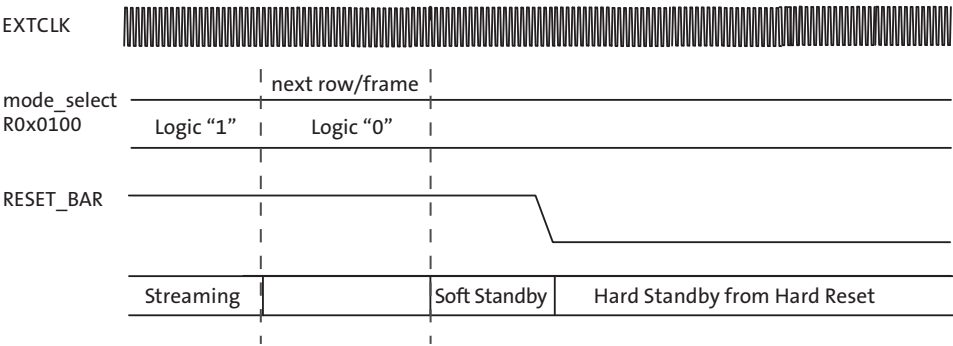 EXTCLK
next row/frame
mode_select
R0x0100
Logic “1”
Logic “0”
RESET_BAR
Streaming
Soft Standby
Hard Standby from Hard Reset